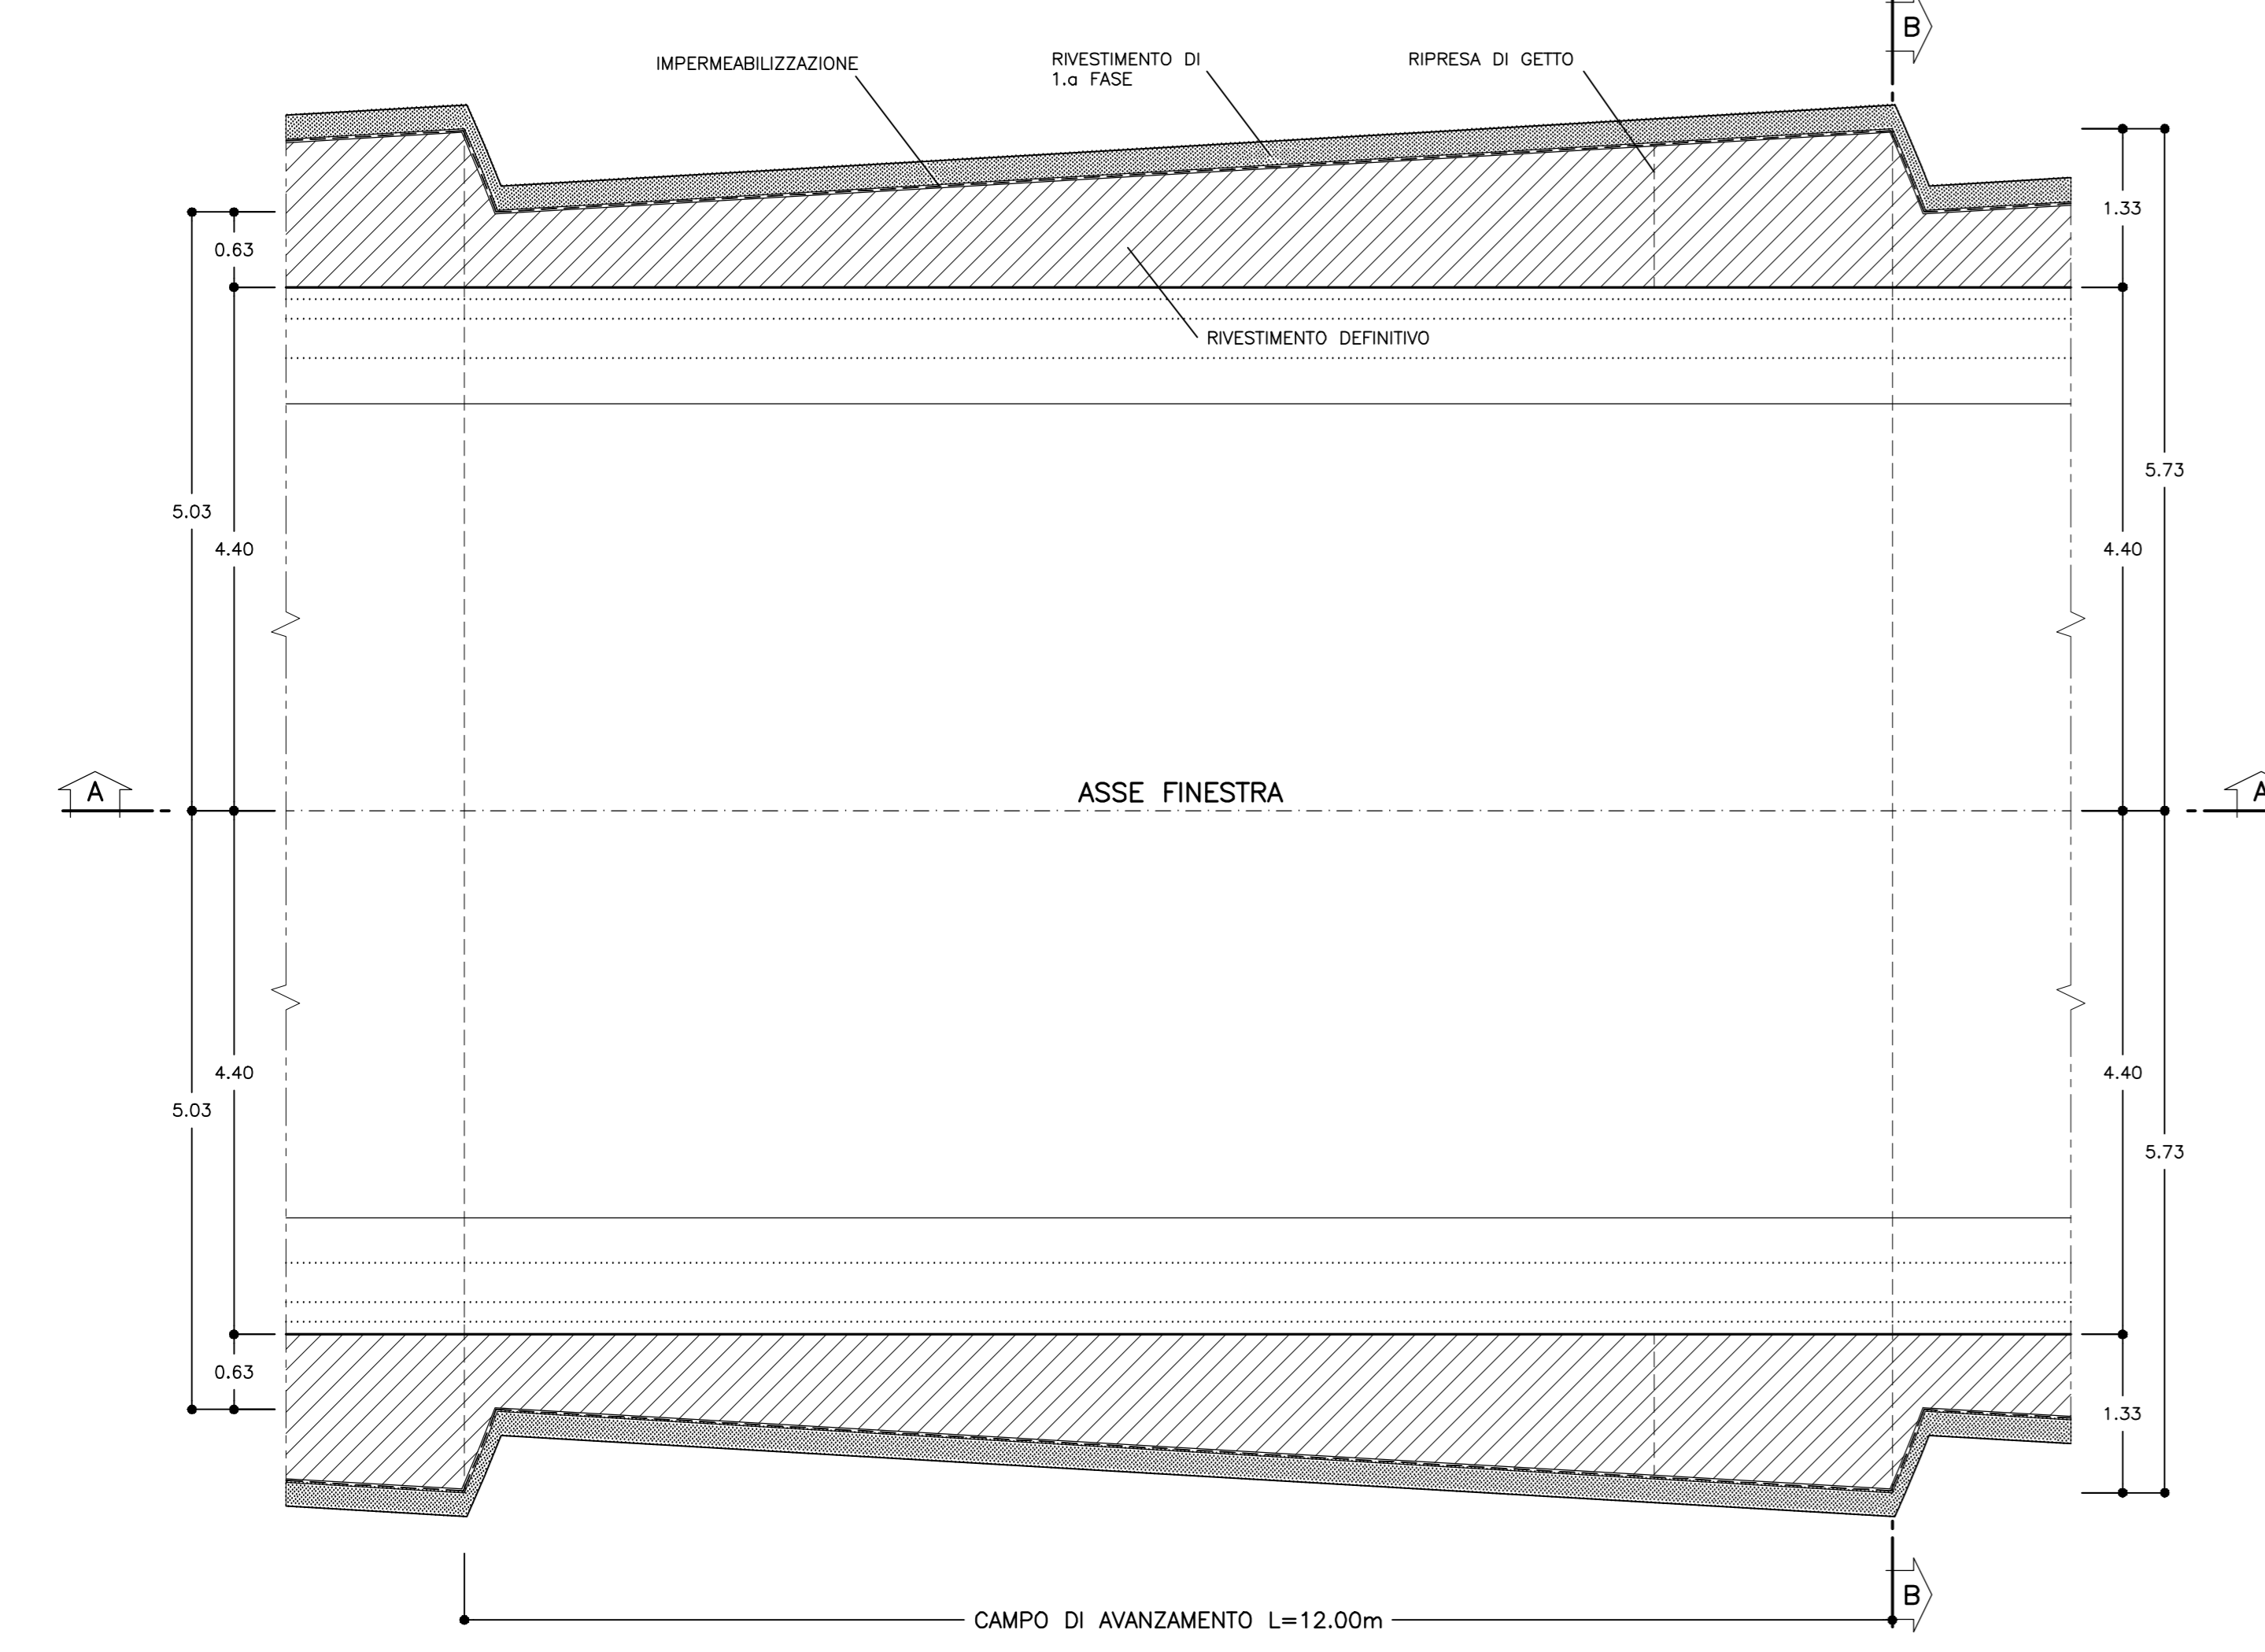 B
IMPERMEABILIZZAZIONE
RIVESTIMENTO DI
1.a FASE
RIPRESA DI GETTO
1.33
0.63
RIVESTIMENTO DEFINITIVO
5.73
5.03
4.40
4.40
A
ASSE FINESTRA
A
4.40
4.40
5.03
5.73
0.63
1.33
B
CAMPO DI AVANZAMENTO L=12.00m